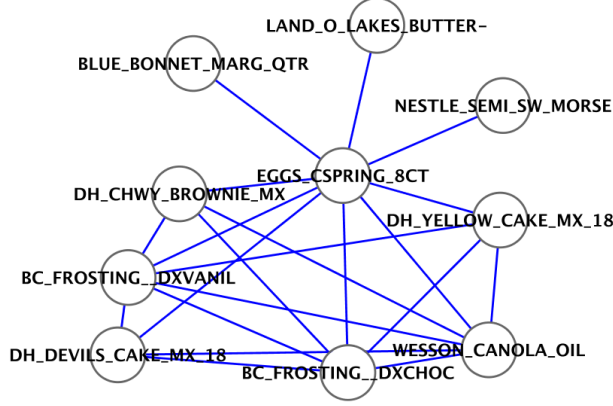 LAND_O_LAKES_BUTTER-
BLUE_BONNET_MARG_QTR
NESTLE_SEMI_SW_MORSE
EGGS_CSPRING_8CT
DH_CHWY_BROWNIE_MX
DH_YELLOW_CAKE_MX_18
BC_FROSTING__DXVANIL
DH_DEVILS_CAKE_MX_18
WESSON_CANOLA_OIL
BC_FROSTING__DXCHOC